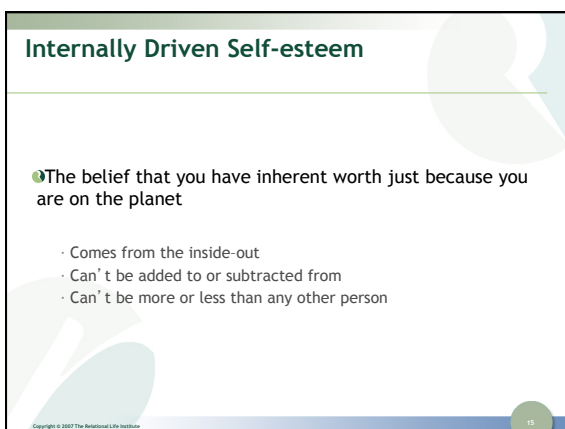 Internally Driven Self-esteem
The belief that you have inherent worth just because you
are on the planet
· Comes from the inside-out
· Can't be added to or subtracted from
· Can't be more or less than any other person
Copyright © 2007 The Relational Life Institute
15